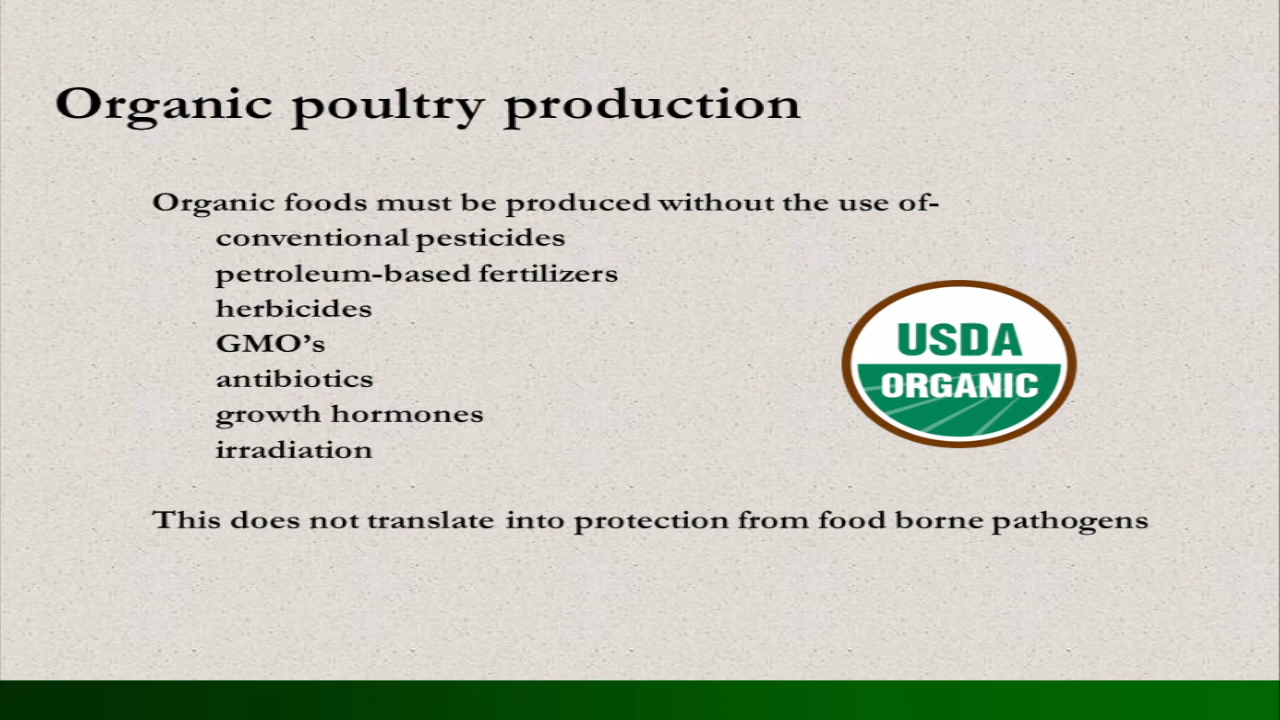 Organic poultry production
Organic foods must be produced without the use of-
conventional pesticides
petroleum-based fertilizers
herbicides
GMO’s
antibiotics
growth hormones
irradiation
USDA
ORGANIC
This does not translate into protection from food borne pathogens